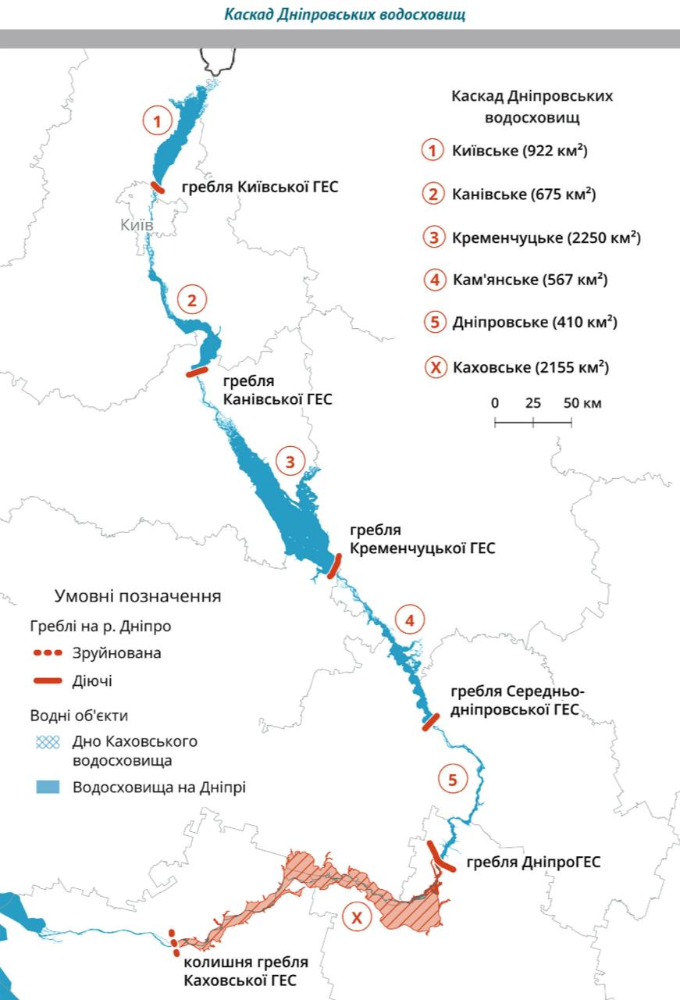 Каскад Дніпровських водосховищ
1
гребля Київської ГЕС
Київ
2
гребля
Канівської ГЕС
3
гребля
Кременчуцької ГЕС
4
гребля Середньо-
дніпровської ГЕС
5
гребля ДніпроГЕС
X
колишня гребля
Каховської ГЕС
Каскад Дніпровських
водосховищ
1 Київське (922 км²)
2 Канівське (675 км²)
3 Кременчуцьке (2250 км²)
4 Кам'янське (567 км²)
5 Дніпровське (410 км²)
X Каховське (2155 км²)
0 25 50 км
Умовні позначення
Греблі на р. Дніпро
Зруйнована
Діючі
Водні об'єкти
Дно Каховського
водосховища
Водосховища на Дніпрі